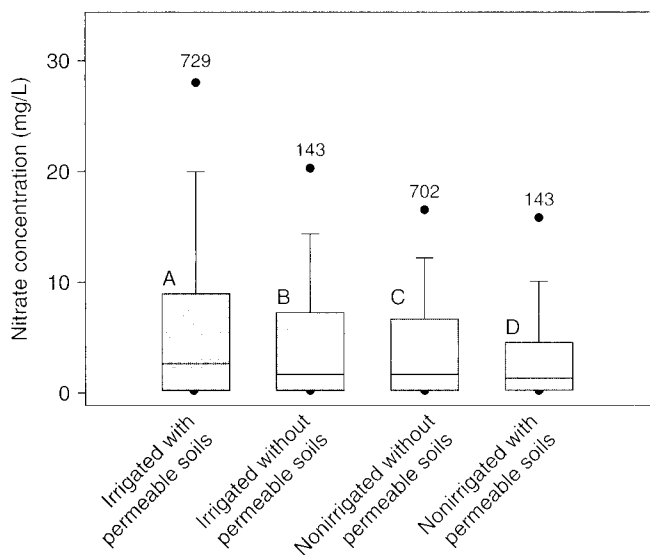 Nitrate concentration (mg/L)
30
20
10
0
729
143
702
143
A
B
C
D
Irrigated with
permeable soils
Irrigated without
permeable soils
Nonirrigated without
permeable soils
Nonirrigated with
permeable soils